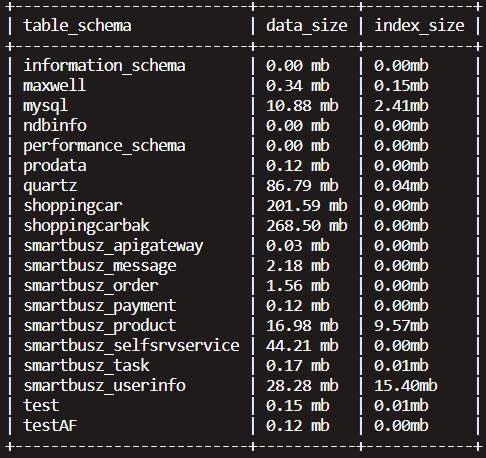 +-------------------------+-----------+------------+
| table_schema            | data_size | index_size |
+-------------------------+-----------+------------+
| information_schema      | 0.00 mb   | 0.00mb     |
| maxwell                 | 0.34 mb   | 0.15mb     |
| mysql                   | 10.88 mb  | 2.41mb     |
| ndbinfo                 | 0.00 mb   | 0.00mb     |
| performance_schema      | 0.00 mb   | 0.00mb     |
| prodata                 | 0.12 mb   | 0.00mb     |
| quartz                  | 86.79 mb  | 0.04mb     |
| shoppingcar             | 201.59 mb | 0.00mb     |
| shoppingcarbak          | 268.50 mb | 0.00mb     |
| smartbusz_apigateway    | 0.03 mb   | 0.00mb     |
| smartbusz_message       | 2.18 mb   | 0.00mb     |
| smartbusz_order         | 1.56 mb   | 0.00mb     |
| smartbusz_payment       | 0.12 mb   | 0.00mb     |
| smartbusz_product       | 16.98 mb  | 9.57mb     |
| smartbusz_selfsrvservice | 44.21 mb  | 0.00mb     |
| smartbusz_task          | 0.17 mb   | 0.01mb     |
| smartbusz_userinfo      | 28.28 mb  | 15.40mb    |
| test                    | 0.15 mb   | 0.01mb     |
| testAF                  | 0.12 mb   | 0.00mb     |
+-------------------------+-----------+------------+